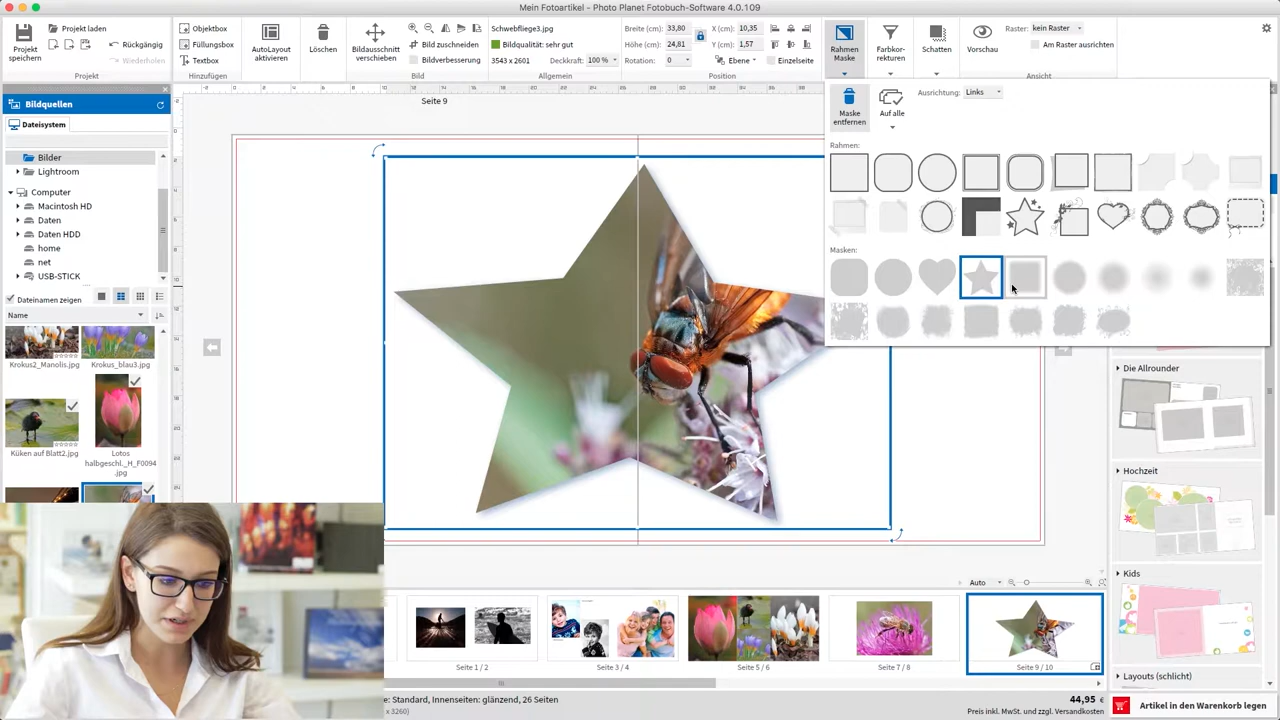 Mein Fotoartikel - Photo Planet Fotobuch-Software 4.0.109
Projekt speichern
Projekt laden
Rückgängig
Wiederholen
Projekt
Objektbox
Füllungsbox
Textbox
Hinzufügen
AutoLayout aktivieren
Löschen
Bildausschnitt verschieben
Bild zuschneiden
Bildverbesserung
Bild
Schwebfliege3.jpg
Bildqualität: sehr gut
3543 x 2601
Deckkraft: 100 %
Allgemein
Breite (cm) 33,80
Höhe (cm) 24,81
Rotation: 0
X (cm) 10,35
Y (cm) 1,57
Ebene
Einzelseite
Position
Rahmen Maske
Farbkor-rekturen
Schatten
Vorschau
Raster: kein Raster
Am Raster ausrichten
Ansicht
Bildquellen
Dateisystem
Bilder
Lightroom
Computer
Macintosh HD
Daten
Daten HDD
home
net
USB-STICK
Dateinamen zeigen
Name
Krokus2_Manolis.jpg
Krokus_blau3.jpg
Küken auf Blatt2.jpg
Lotos
halbgeschl._H_F0094
.jpg
Seite 9
Maske entfernen
Auf alle
Ausrichtung: Links
Rahmen:
Masken:
Die Allrounder
Hochzeit
Kids
Layouts (schlicht)
Auto
Seite 1 / 2
Seite 3 / 4
Seite 5 / 6
Seite 7 / 8
Seite 9 / 10
e: Standard, Innenseiten: glänzend, 26 Seiten
x 3260)
44,95 €
Preis inkl. MwSt. und zzgl. Versandkosten
Artikel in den Warenkorb legen